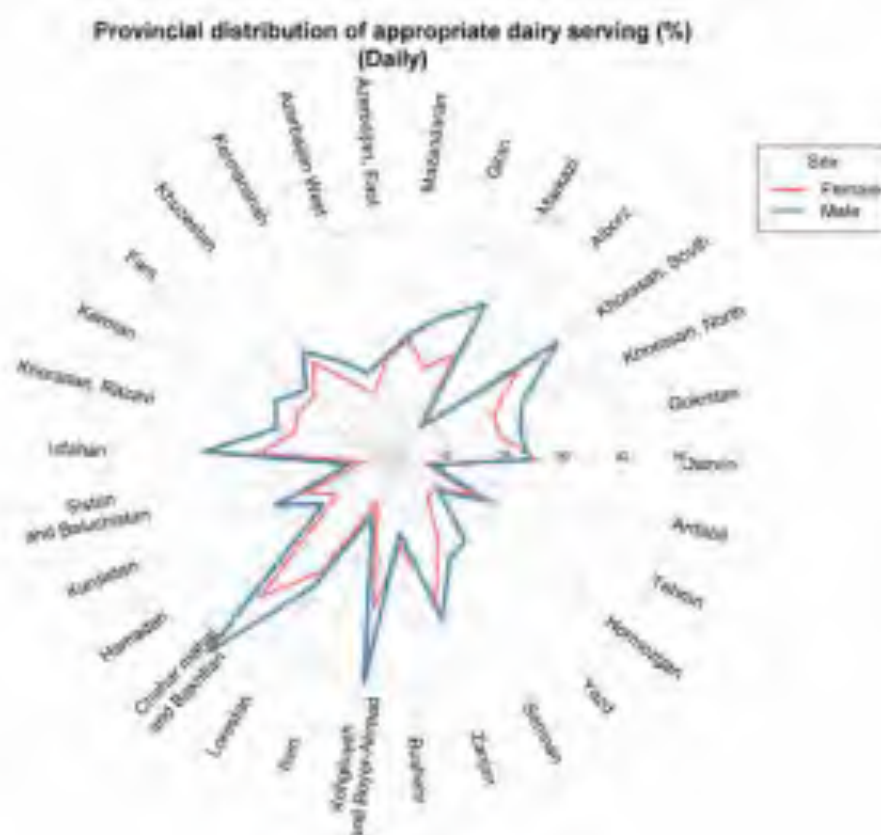 Provincial distribution of appropriate dairy serving (%)
(Daily)
Azerbaijan, East
Mazandaran
Gilan
Markazi
Alborz
Khorasan, South
Khorasan, North
Golestan
Qazvin
Ardabil
Tehran
Hormozgan
Yazd
Semnan
Zanjan
Bushehr
Kohgiluyeh
and Boyer-Ahmad
Ilam
Lorestan
Chahar mahal
and Bakhtiari
Hamadan
Kurdistan
Sistan
and Baluchistan
Isfahan
Khorasan, Razavi
Kerman
Fars
Khuzestan
Kermanshah
Azerbaijan West
Sex
Female
Male